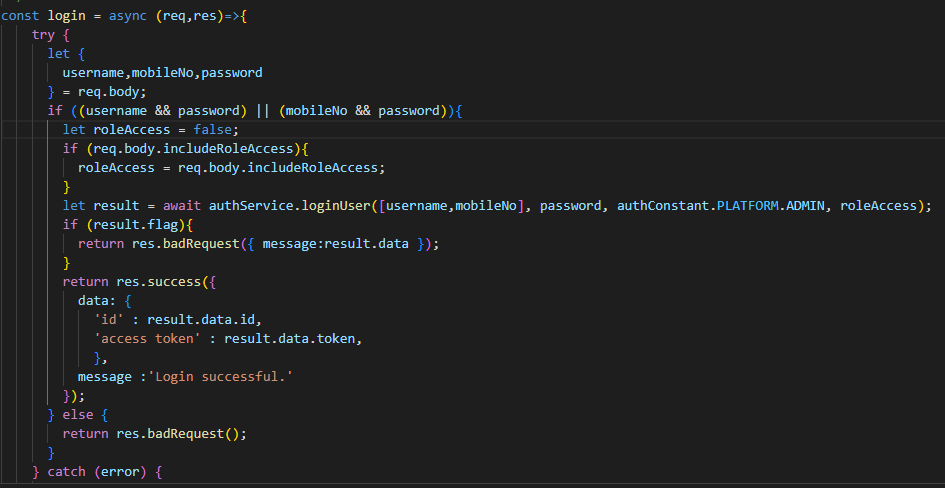 const login = async (req,res)=>{
try {
let {
username,mobileNo,password
} = req.body;
if ((username && password) || (mobileNo && password)){
let roleAccess = false;
if (req.body.includeRoleAccess){
roleAccess = req.body.includeRoleAccess;
}
let result = await authService.loginUser([username,mobileNo], password, authConstant.PLATFORM.ADMIN, roleAccess);
if (result.flag){
return res.badRequest({ message:result.data });
}
return res.success({
data: {
'id' : result.data.id,
'access token' : result.data.token,
},
message :'Login successful.'
});
} else {
return res.badRequest();
}
} catch (error) {